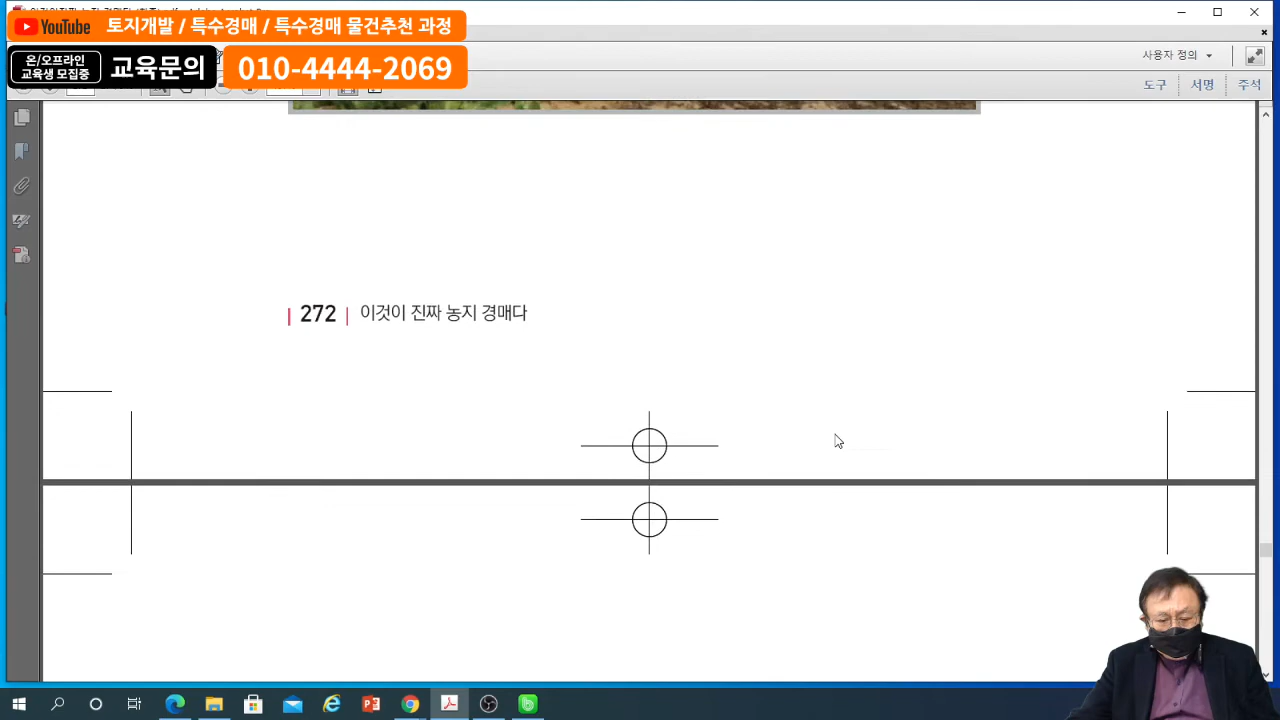 YouTube 토지개발 / 특수경매 / 특수경매 물건추천 과정
온/오프라인
교육생 모집중
교육문의
010-4444-2069
사용자 정의
도구
서명
주석
272
이것이 진짜 농지 경매다